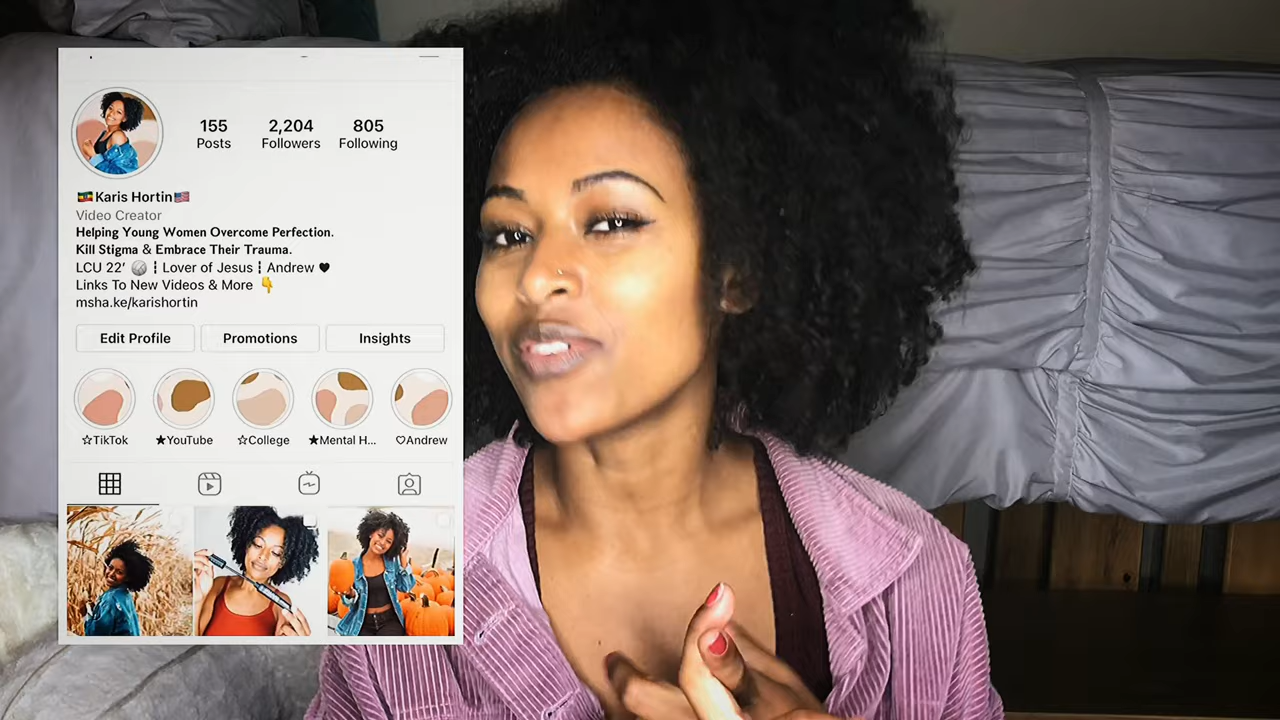 155 2,204 805
Posts Followers Following
🇪🇹Karis Hortin🇺🇸
Video Creator
Helping Young Women Overcome Perfection.
Kill Stigma & Embrace Their Trauma.
LCU 22’ 🏐 ┇ Lover of Jesus ┇ Andrew 🖤
Links To New Videos & More 👇
msha.ke/karishortin
Edit Profile Promotions Insights
☆TikTok ★YouTube ☆College ★Mental H... ♡Andrew